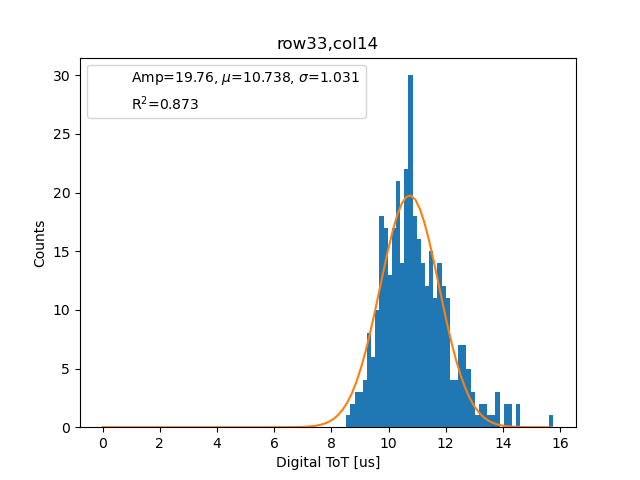 row33,col14
Amp=19.76, μ=10.738, σ=1.031
R²=0.873
30
25
20
15
10
5
0
Counts
0 2 4 6 8 10 12 14 16
Digital ToT [us]